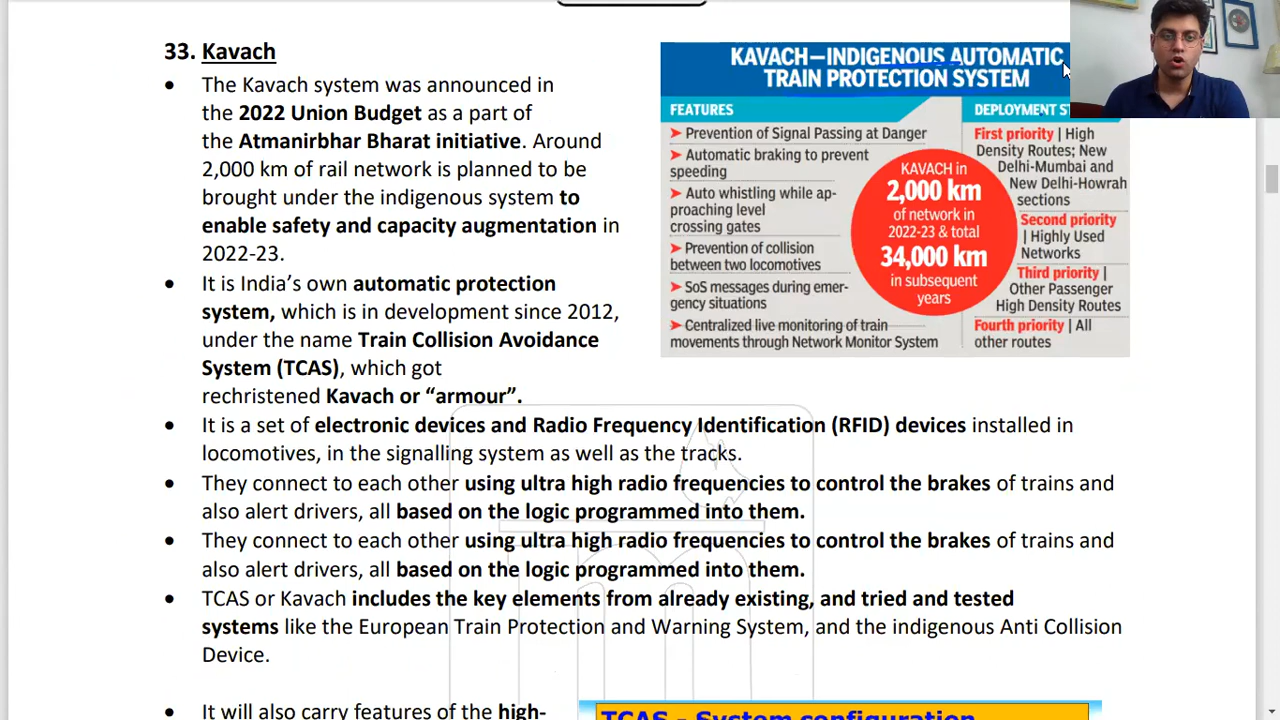 33. Kavach
• The Kavach system was announced in
the 2022 Union Budget as a part of
the Atmanirbhar Bharat initiative. Around
2,000 km of rail network is planned to be
brought under the indigenous system to
enable safety and capacity augmentation in
2022-23.
• It is India’s own automatic protection
system, which is in development since 2012,
under the name Train Collision Avoidance
System (TCAS), which got
rechristened Kavach or “armour”.
KAVACH—INDIGENOUS AUTOMATIC
TRAIN PROTECTION SYSTEM
FEATURES
➤ Prevention of Signal Passing at Danger
➤ Automatic braking to prevent
speeding
➤ Auto whistling while ap-
proaching level
crossing gates
➤ Prevention of collision
between two locomotives
➤ SoS messages during emer-
gency situations
➤ Centralized live monitoring of train
movements through Network Monitor System
KAVACH in
2,000 km
of network in
2022-23 & total
34,000 km
in subsequent
years
DEPLOYMENT
First priority | High
Density Routes; New
Delhi-Mumbai and
New Delhi-Howrah
sections
Second priority
| Highly Used
Networks
Third priority |
Other Passenger
High Density Routes
Fourth priority | All
other routes
• It is a set of electronic devices and Radio Frequency Identification (RFID) devices installed in
locomotives, in the signalling system as well as the tracks.
• They connect to each other using ultra high radio frequencies to control the brakes of trains and
also alert drivers, all based on the logic programmed into them.
• They connect to each other using ultra high radio frequencies to control the brakes of trains and
also alert drivers, all based on the logic programmed into them.
• TCAS or Kavach includes the key elements from already existing, and tried and tested
systems like the European Train Protection and Warning System, and the indigenous Anti Collision
Device.
• It will also carry features of the high-
TCAS - System configuration